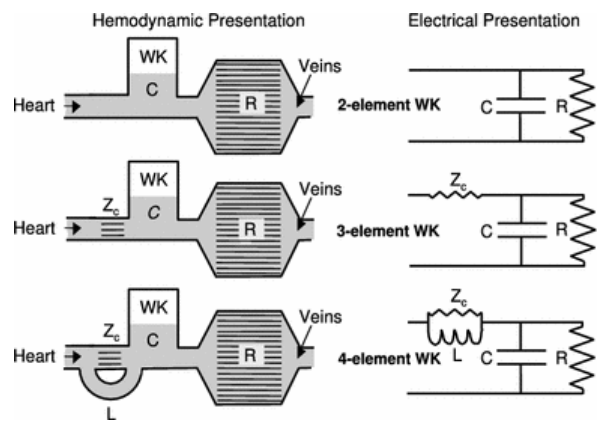 Hemodynamic Presentation
Electrical Presentation
WK
C
R
Veins
Heart
2-element WK
C
R
WK
Zc
C
R
Veins
Heart
3-element WK
Zc
C
R
WK
Zc
C
R
Veins
Heart
L
4-element WK
Zc
L
C
R